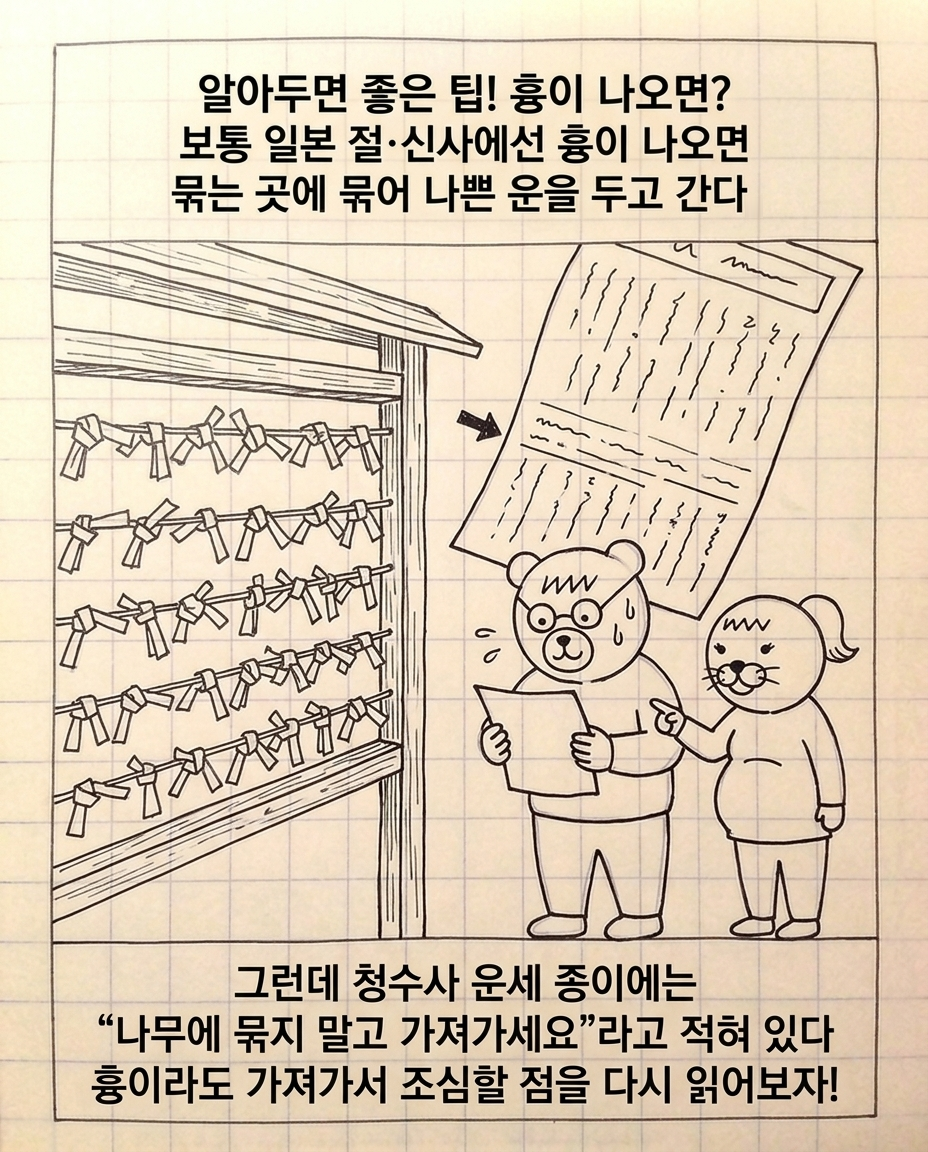 알아두면 좋은 팁! 흉이 나오면?
보통 일본 절·신사에선 흉이 나오면
묶는 곳에 묶어 나쁜 운을 두고 간다
그런데 청수사 운세 종이에는
“나무에 묶지 말고 가져가세요”라고 적혀 있다
흉이라도 가져가서 조심할 점을 다시 읽어보자!